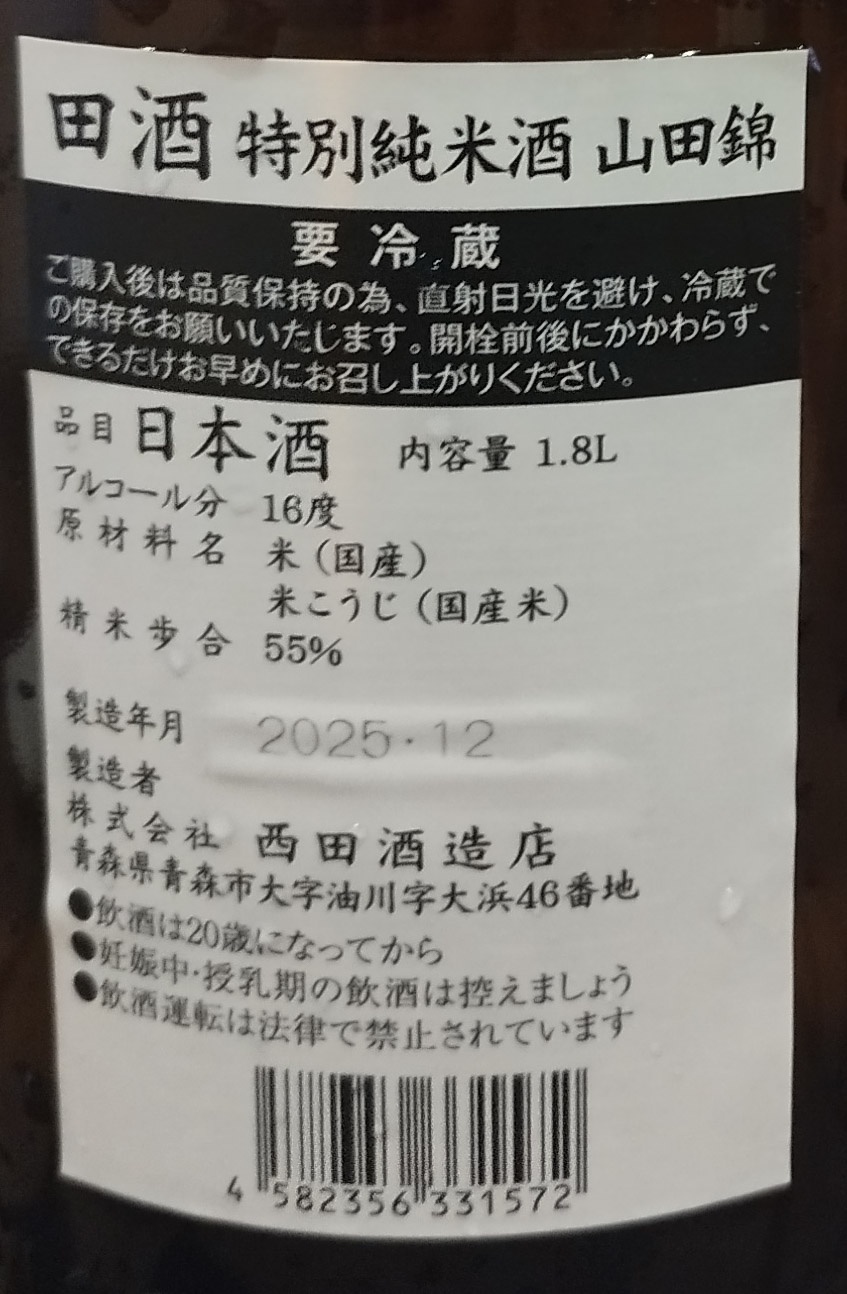 田酒 特別純米酒 山田錦
要冷蔵
ご購入後は品質保持の為、直射日光を避け、冷蔵で
の保存をお願いいたします。開栓前後にかかわらず、
できるだけお早めにお召し上がりください。
品目 日本酒 内容量 1.8L
アルコール分 16度
原材料名 米（国産）
米こうじ（国産米）
精米歩合 55%
製造年月 2025・12
製造者
株式会社 西田酒造店
青森県青森市大字油川字大浜46番地
●飲酒は20歳になってから
●妊娠中・授乳期の飲酒は控えましょう
●飲酒運転は法律で禁止されています
4 582356 331572